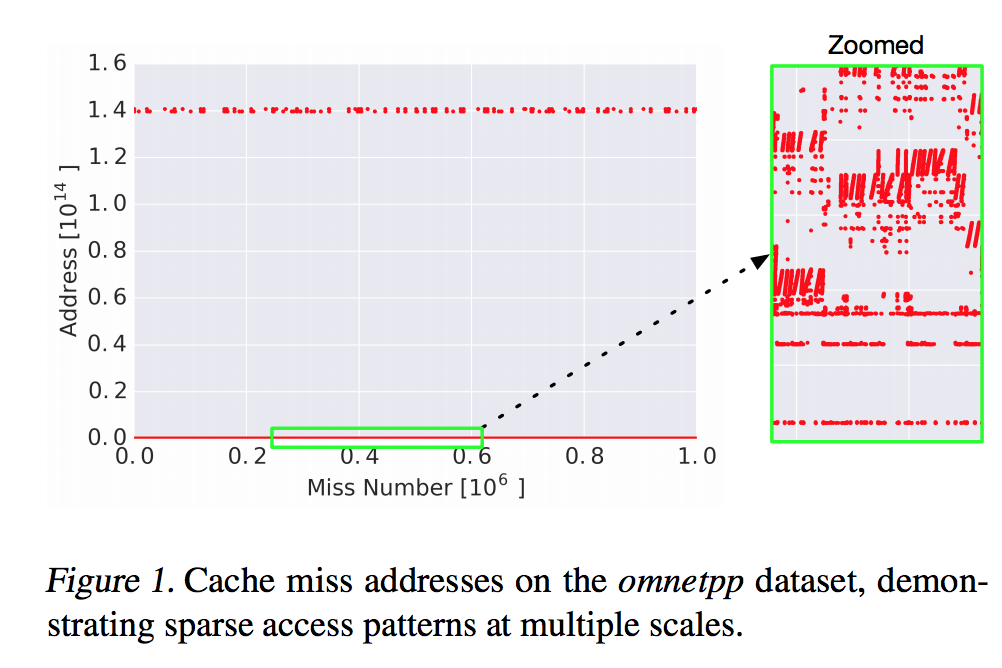 Zoomed
1.6
1.4
1.2
1.0
0.8
0.6
0.4
0.2
0.0
Address [10^14 ]
0.0 0.2 0.4 0.6 0.8 1.0
Miss Number [10^6 ]
Figure 1. Cache miss addresses on the omnetpp dataset, demon-
strating sparse access patterns at multiple scales.